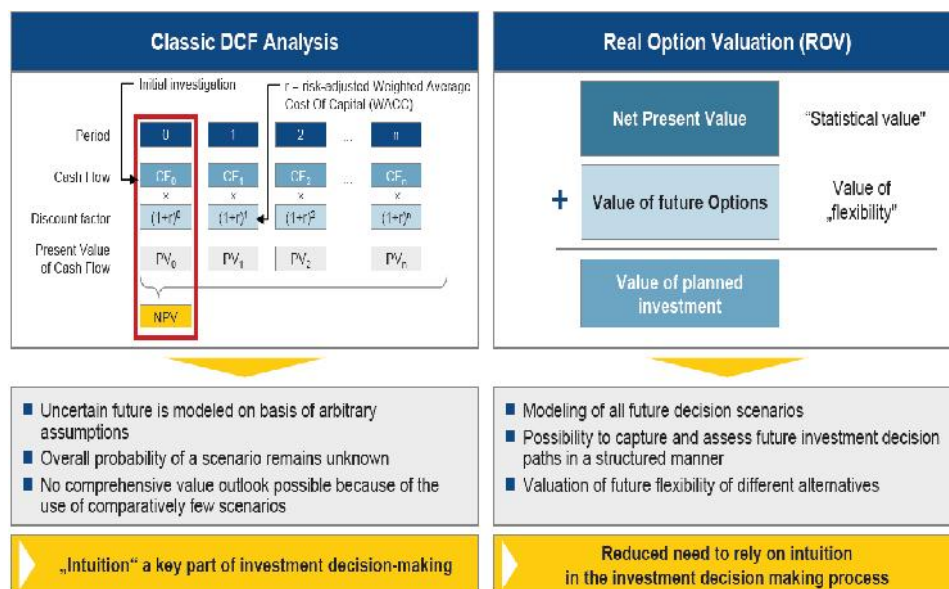 Classic DCF Analysis
Initial investigation
r – risk-adjusted Weighted Average
Cost Of Capital (WACC)
Period
0
1
2
...
n
Cash Flow
CF₀
CF₁
CF₂
...
CFₙ
x
x
x
x
Discount factor
(1+r)⁰
(1+r)¹
(1+r)²
(1+r)ⁿ
Present Value
of Cash Flow
PV₀
PV₁
PV₂
PVₙ
NPV
Uncertain future is modeled on basis of arbitrary
assumptions
Overall probability of a scenario remains unknown
No comprehensive value outlook possible because of the
use of comparatively few scenarios
„Intuition“ a key part of investment decision-making
Real Option Valuation (ROV)
Net Present Value
"Statistical value"
+
Value of future Options
Value of
„flexibility"
Value of planned
investment
Modeling of all future decision scenarios
Possibility to capture and assess future investment decision
paths in a structured manner
Valuation of future flexibility of different alternatives
Reduced need to rely on intuition
in the investment decision making process